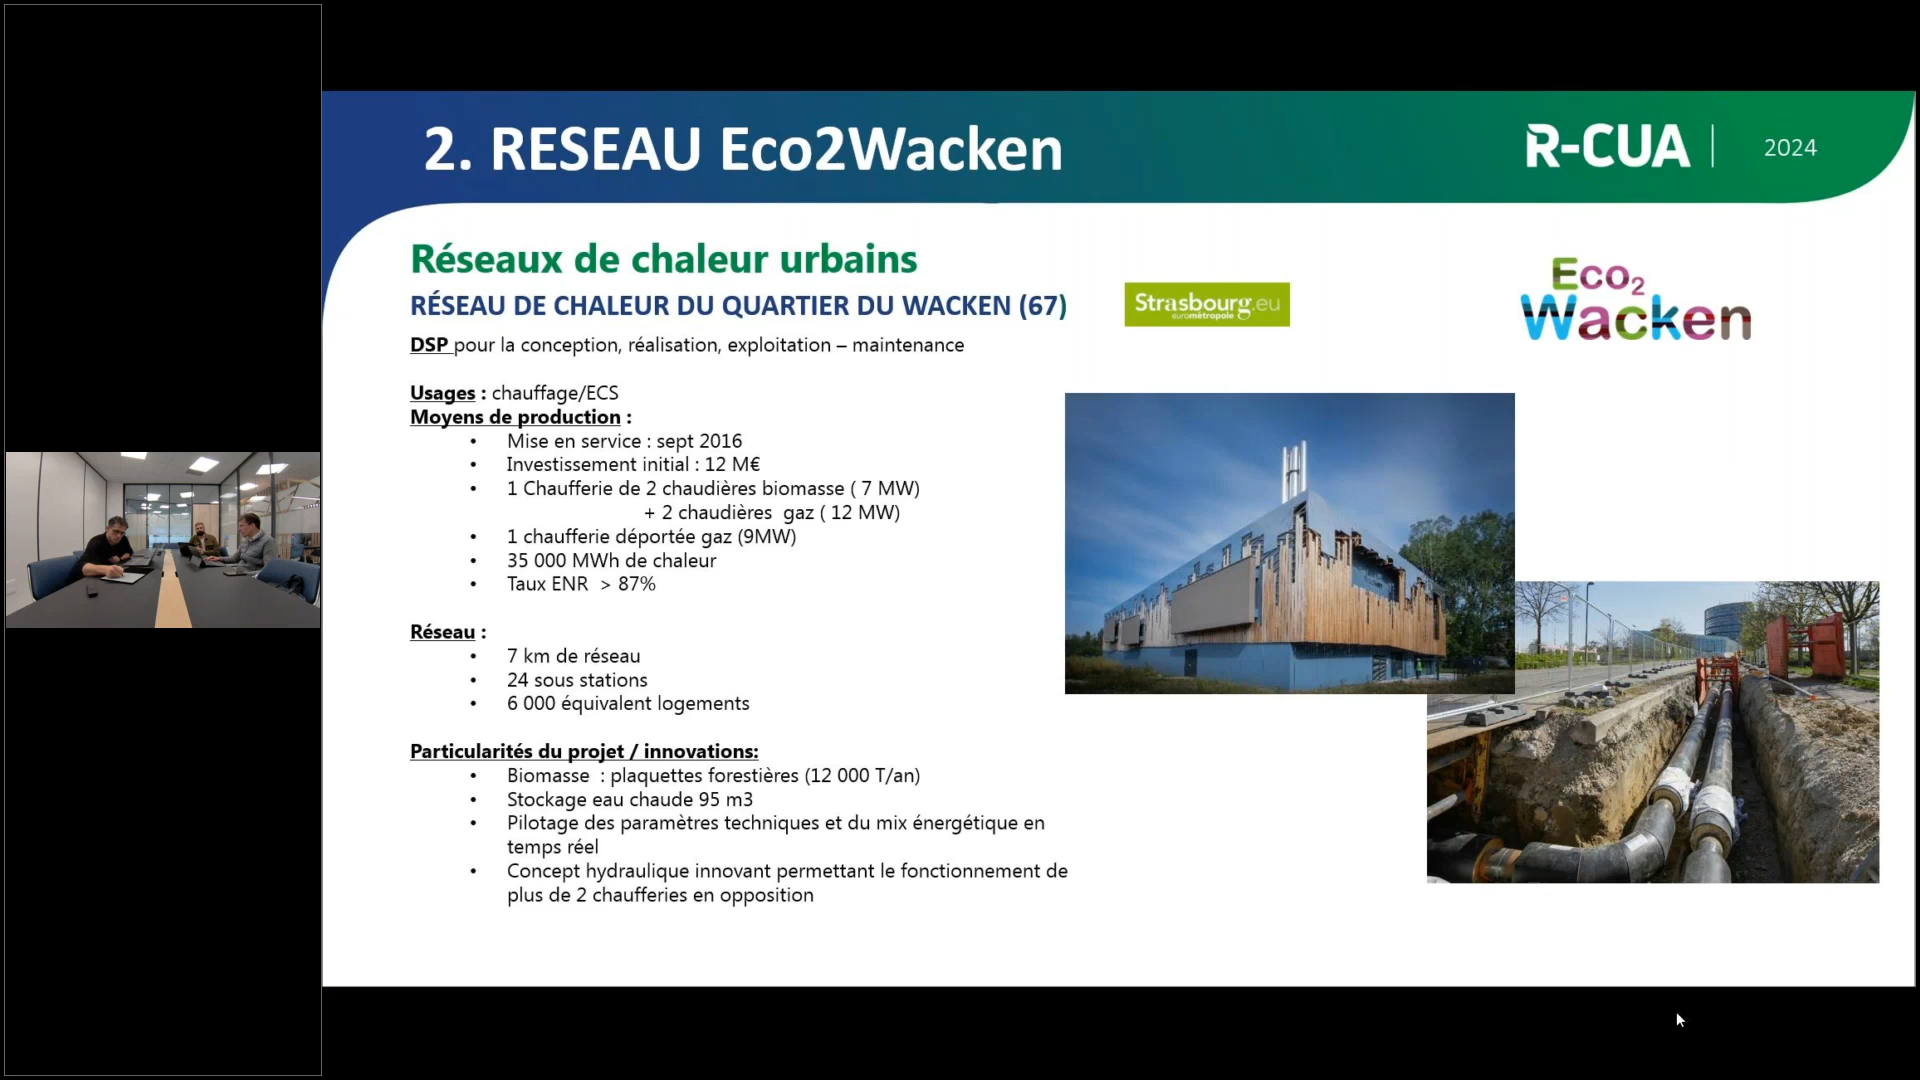 2. RESEAU Eco2Wacken
R-CUA
2024
Réseaux de chaleur urbains
RÉSEAU DE CHALEUR DU QUARTIER DU WACKEN (67)
Strasbourg.eu
eurométropole
Eco2
Wacken
DSP pour la conception, réalisation, exploitation – maintenance
Usages : chauffage/ECS
Moyens de production :
• Mise en service : sept 2016
• Investissement initial : 12 M€
• 1 Chaufferie de 2 chaudières biomasse ( 7 MW)
+ 2 chaudières gaz ( 12 MW)
• 1 chaufferie déportée gaz (9MW)
• 35 000 MWh de chaleur
• Taux ENR > 87%
Réseau :
• 7 km de réseau
• 24 sous stations
• 6 000 équivalent logements
Particularités du projet / innovations:
• Biomasse : plaquettes forestières (12 000 T/an)
• Stockage eau chaude 95 m3
• Pilotage des paramètres techniques et du mix énergétique en
temps réel
• Concept hydraulique innovant permettant le fonctionnement de
plus de 2 chaufferies en opposition